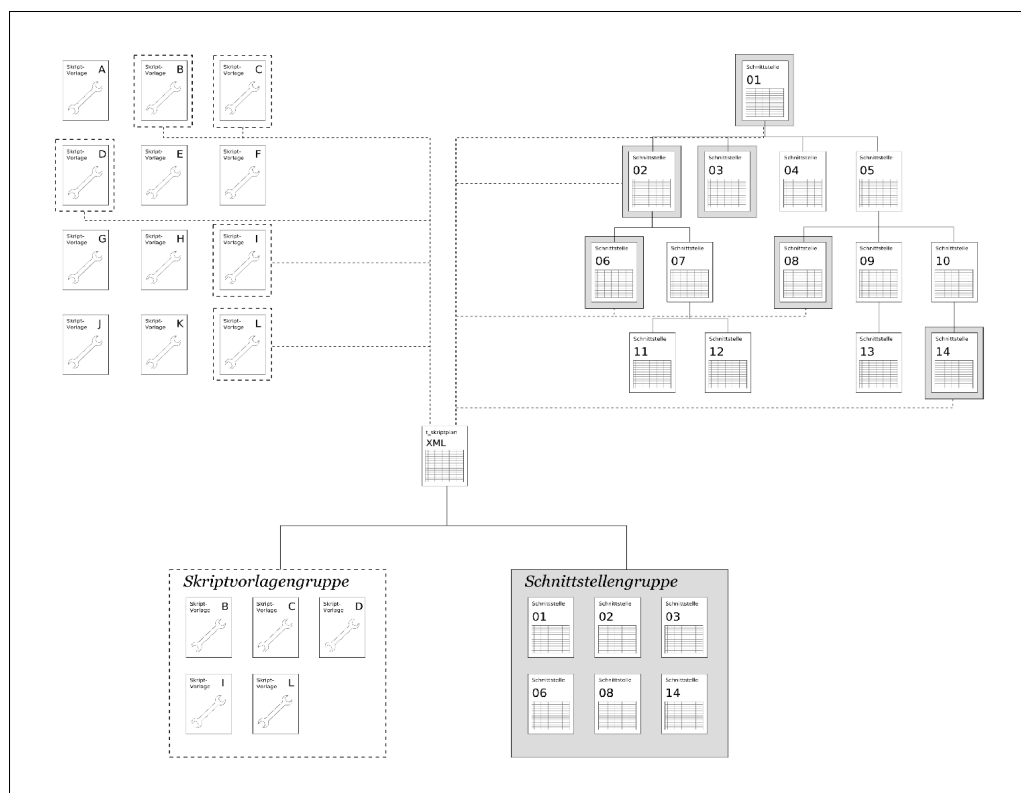 Skript-
Vorlage
A
Skript-
Vorlage
B
Skript-
Vorlage
C
Schnittstelle
01
Skript-
Vorlage
D
Skript-
Vorlage
E
Skript-
Vorlage
F
Schnittstelle
02
Schnittstelle
03
Schnittstelle
04
Schnittstelle
05
Skript-
Vorlage
G
Skript-
Vorlage
H
Skript-
Vorlage
I
Schnittstelle
06
Schnittstelle
07
Schnittstelle
08
Schnittstelle
09
Schnittstelle
10
Skript-
Vorlage
J
Skript-
Vorlage
K
Skript-
Vorlage
L
Schnittstelle
11
Schnittstelle
12
Schnittstelle
13
Schnittstelle
14
t_skriptplan
XML
Skriptvorlagengruppe
Skript-
Vorlage
B
Skript-
Vorlage
C
Skript-
Vorlage
D
Skript-
Vorlage
I
Skript-
Vorlage
L
Schnittstellengruppe
Schnittstelle
01
Schnittstelle
02
Schnittstelle
03
Schnittstelle
06
Schnittstelle
08
Schnittstelle
14